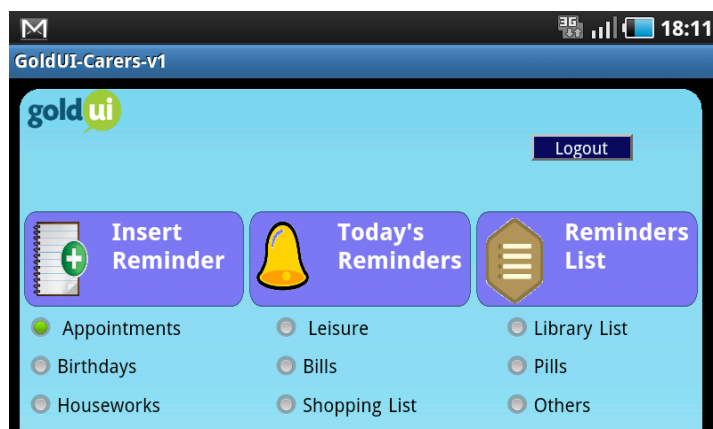 3G 18:11
GoldUI-Carers-v1
gold ui
Logout
Insert Reminder
Today's Reminders
Reminders List
Appointments
Leisure
Library List
Birthdays
Bills
Pills
Houseworks
Shopping List
Others